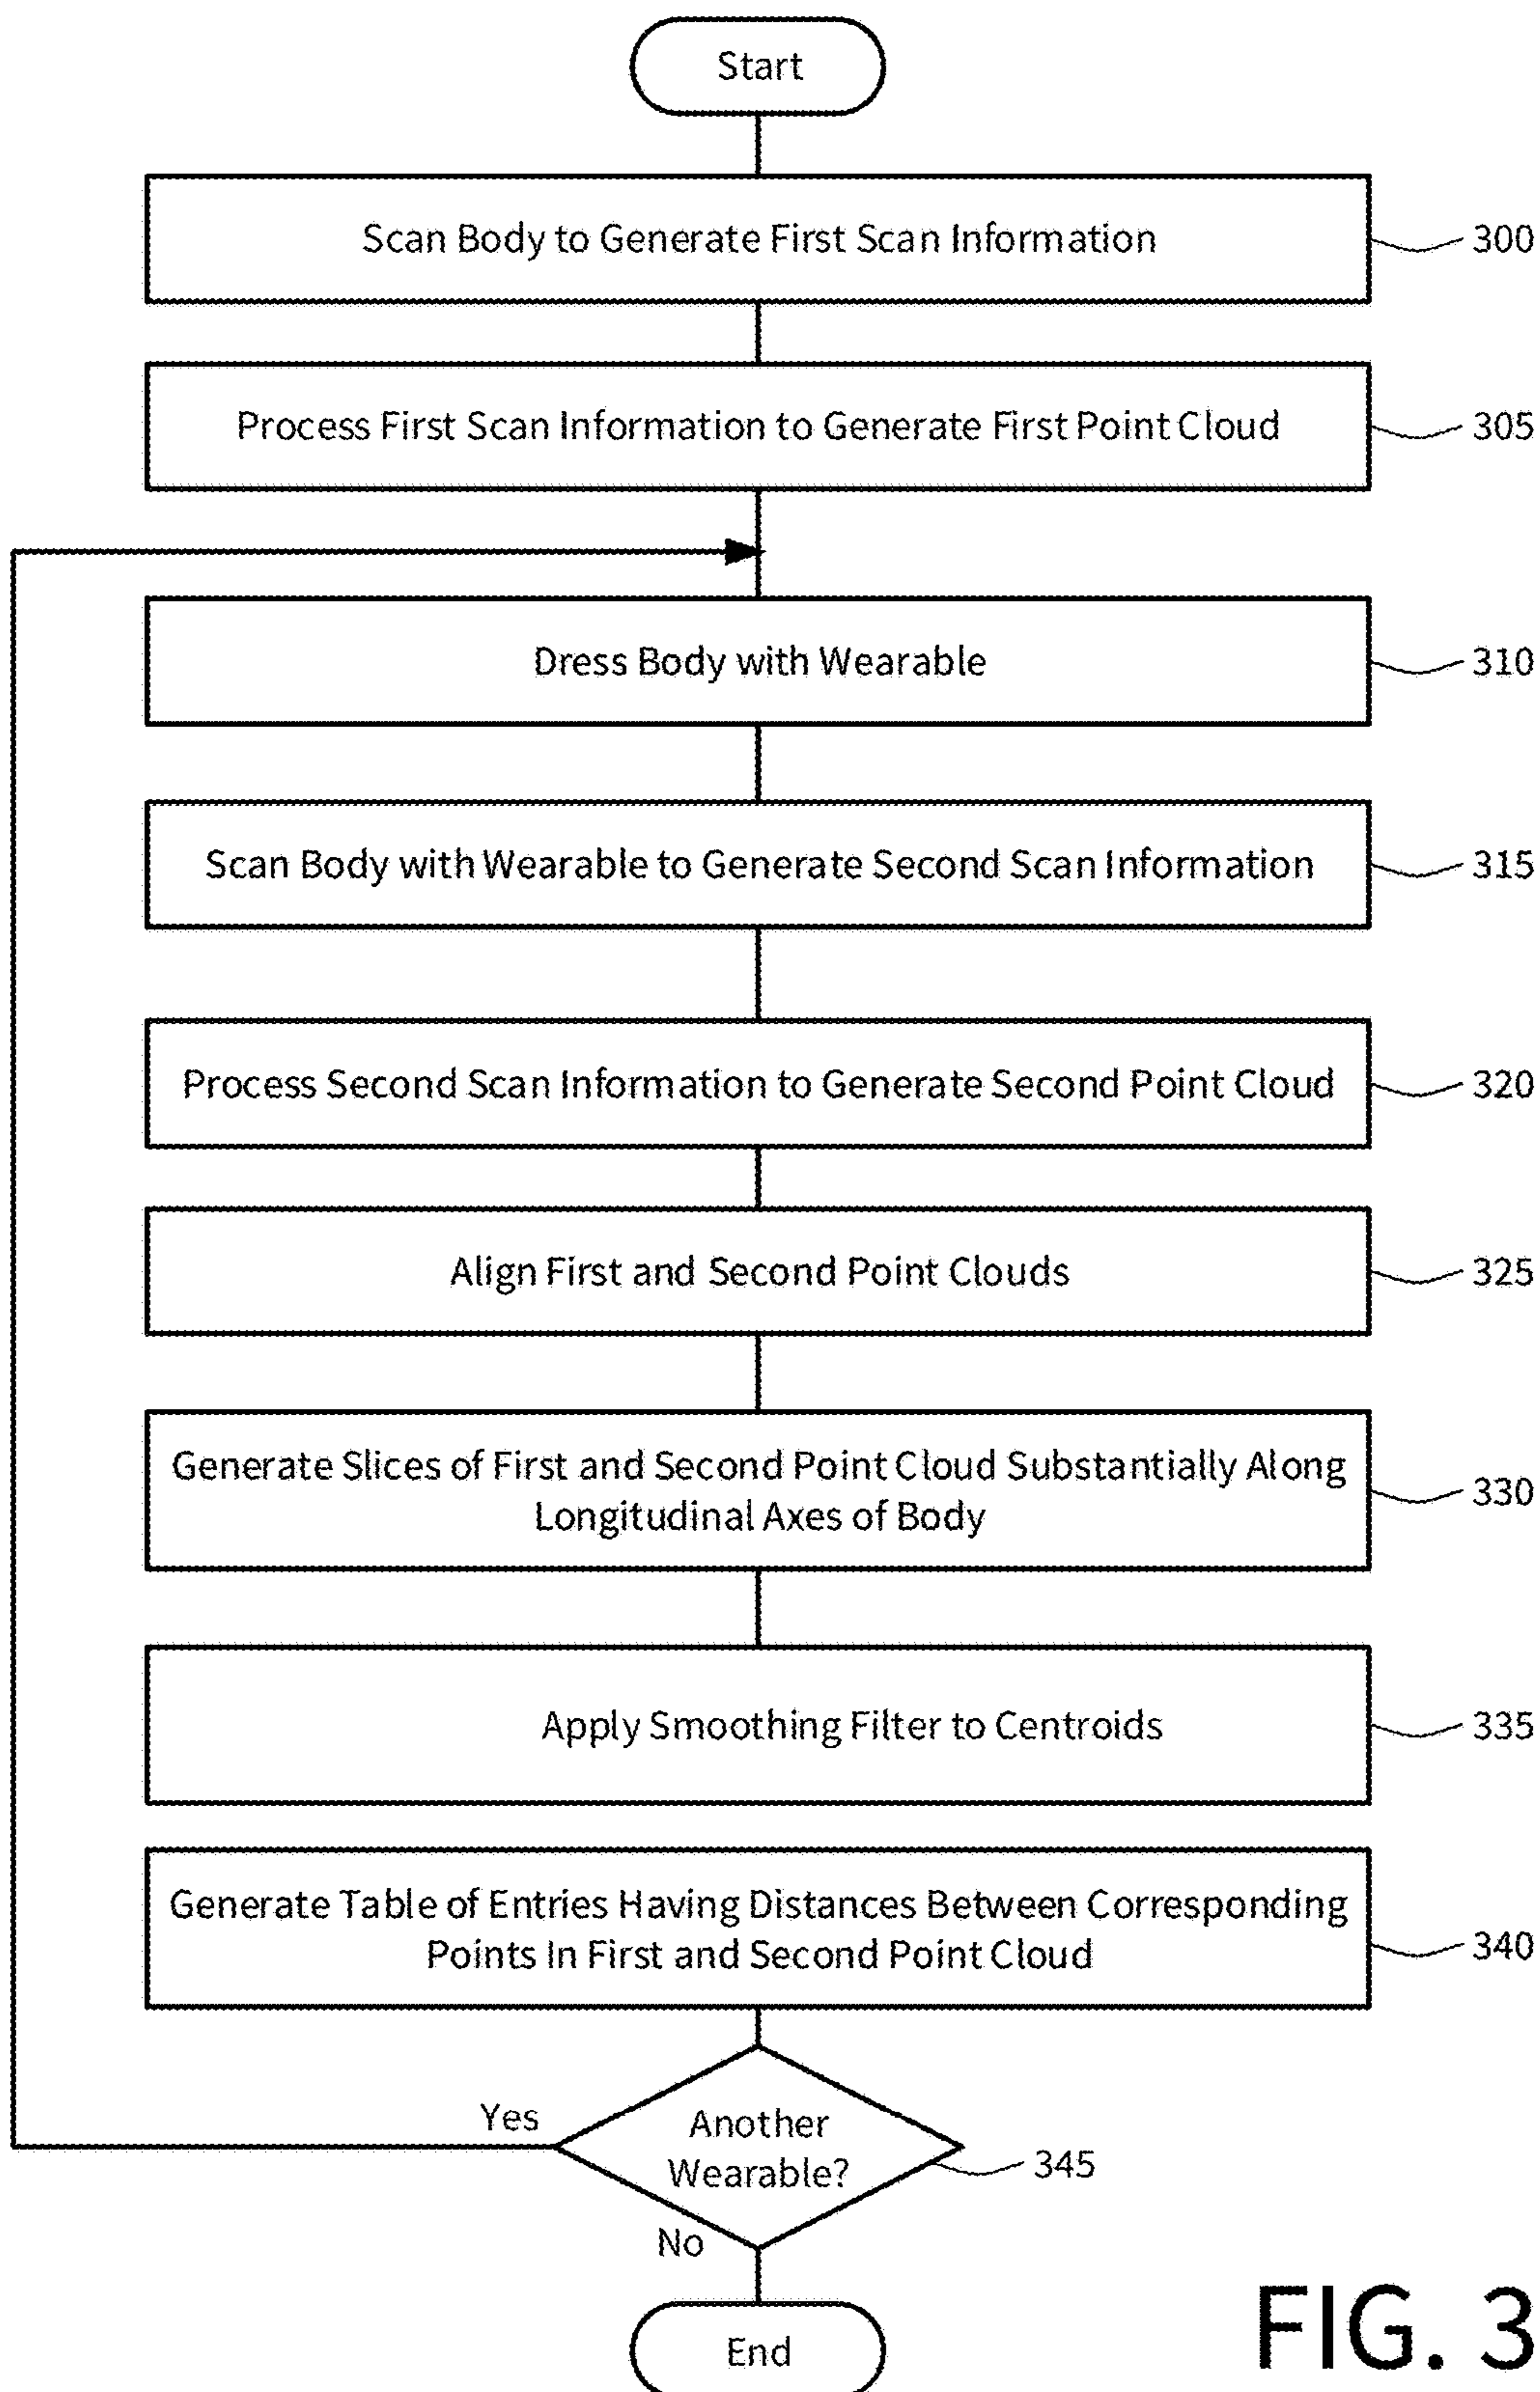 Start
Scan Body to Generate First Scan Information
300
Process First Scan Information to Generate First Point Cloud
305
Dress Body with Wearable
310
Scan Body with Wearable to Generate Second Scan Information
315
Process Second Scan Information to Generate Second Point Cloud
320
Align First and Second Point Clouds
325
Generate Slices of First and Second Point Cloud Substantially Along
Longitudinal Axes of Body
330
Apply Smoothing Filter to Centroids
335
Generate Table of Entries Having Distances Between Corresponding
Points In First and Second Point Cloud
340
Yes
Another
Wearable?
345
No
End
FIG. 3